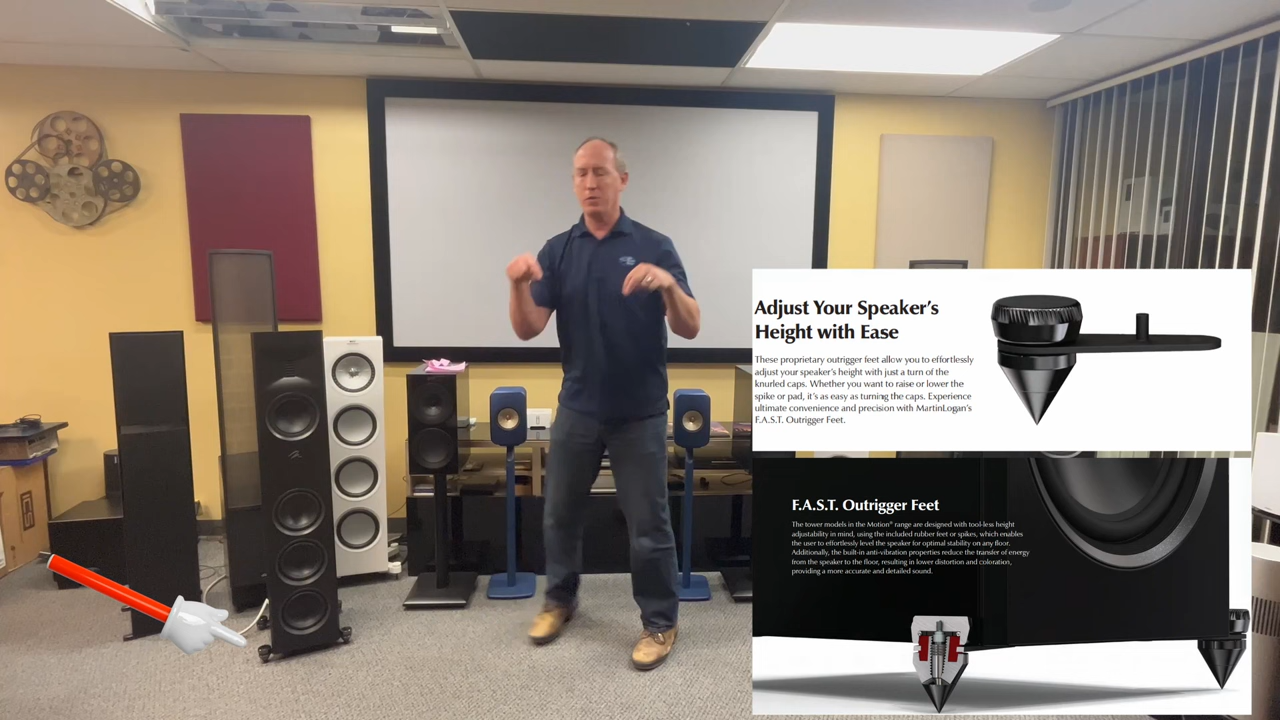 Adjust Your Speaker's
Height with Ease
These proprietary outrigger feet allow you to effortlessly
adjust your speaker's height with just a turn of the
knurled caps. Whether you want to raise or lower the
spike or pad, it's as easy as turning the caps. Experience
ultimate convenience and precision with MartinLogan's
F.A.S.T. Outrigger Feet.
F.A.S.T. Outrigger Feet
The tower models in the Motion® range are designed with tool-less height
adjustability in mind, using the included rubber feet or spikes, which enables
the user to effortlessly level the speaker for optimal stability on any floor.
Additionally, the built-in anti-vibration properties reduce the transfer of energy
from the speaker to the floor, resulting in lower distortion and coloration,
providing a more accurate and detailed sound.